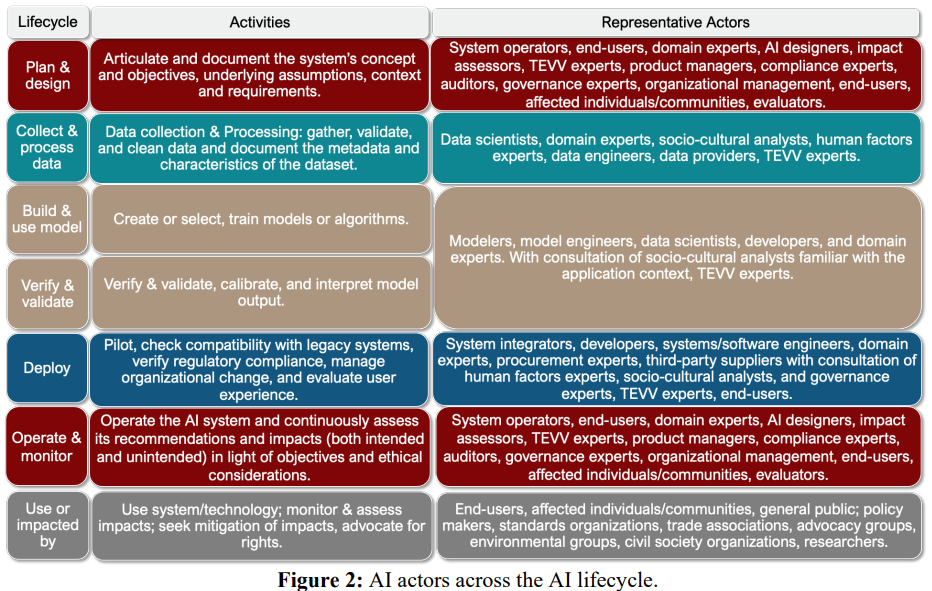 Lifecycle
Activities
Representative Actors
Plan &
design
Articulate and document the system's concept
and objectives, underlying assumptions, context
and requirements.
System operators, end-users, domain experts, AI designers, impact
assessors, TEVV experts, product managers, compliance experts,
auditors, governance experts, organizational management, end-users,
affected individuals/communities, evaluators.
Collect &
process
data
Data collection & Processing: gather, validate,
and clean data and document the metadata and
characteristics of the dataset.
Data scientists, domain experts, socio-cultural analysts, human factors
experts, data engineers, data providers, TEVV experts.
Build &
use model
Create or select, train models or algorithms.
Modelers, model engineers, data scientists, developers, and domain
experts. With consultation of socio-cultural analysts familiar with the
application context, TEVV experts.
Verify &
validate
Verify & validate, calibrate, and interpret model
output.
Deploy
Pilot, check compatibility with legacy systems,
verify regulatory compliance, manage
organizational change, and evaluate user
experience.
System integrators, developers, systems/software engineers, domain
experts, procurement experts, third-party suppliers with consultation of
human factors experts, socio-cultural analysts, and governance
experts, TEVV experts, end-users.
Operate &
monitor
Operate the AI system and continuously assess
its recommendations and impacts (both intended
and unintended) in light of objectives and ethical
considerations.
System operators, end-users, domain experts, AI designers, impact
assessors, TEVV experts, product managers, compliance experts,
auditors, governance experts, organizational management, end-users,
affected individuals/communities, evaluators.
Use or
impacted
by
Use system/technology; monitor & assess
impacts; seek mitigation of impacts, advocate for
rights.
End-users, affected individuals/communities, general public; policy
makers, standards organizations, trade associations, advocacy groups,
environmental groups, civil society organizations, researchers.
Figure 2: AI actors across the AI lifecycle.